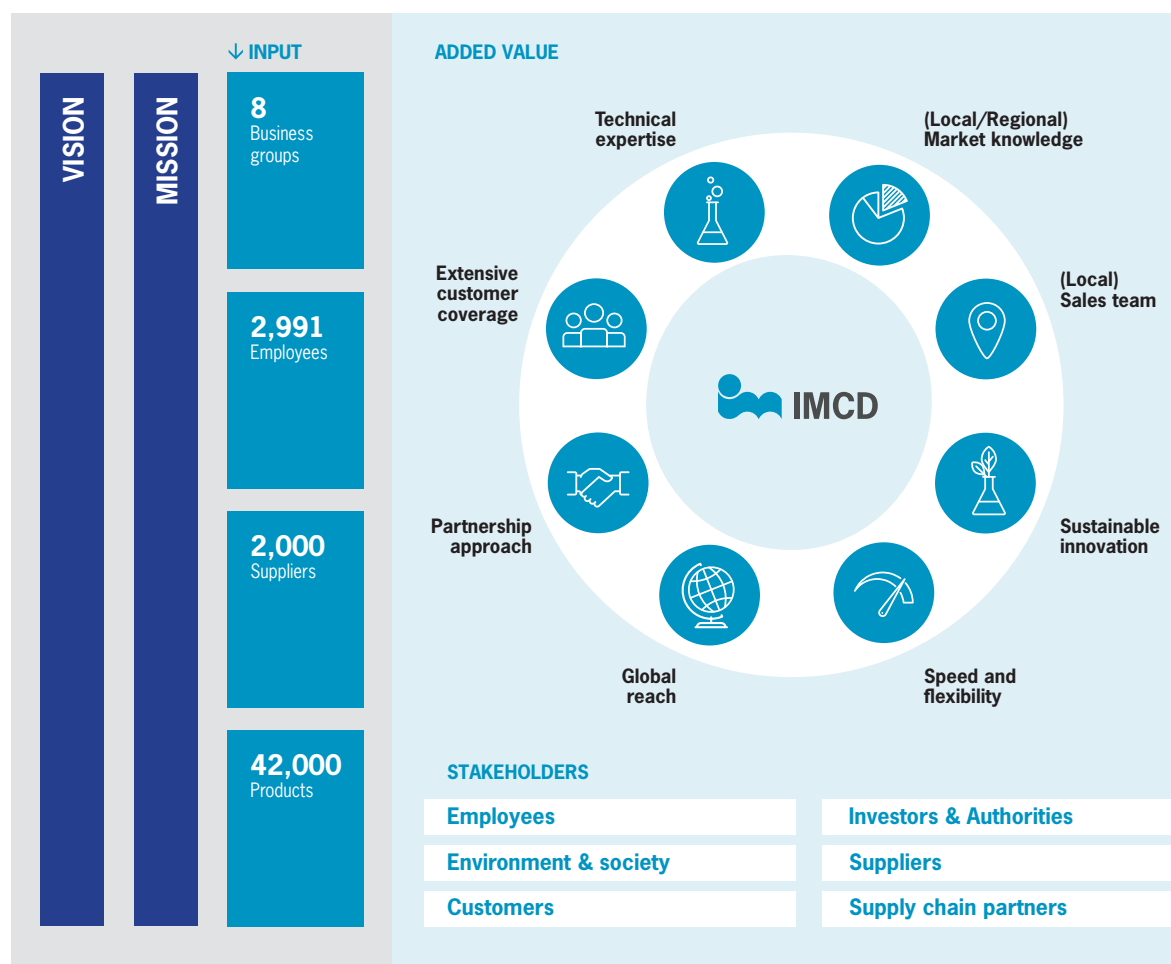 VISION
MISSION
↓ INPUT
8
Business
groups
2,991
Employees
2,000
Suppliers
42,000
Products
ADDED VALUE
Technical
expertise
(Local/Regional)
Market knowledge
Extensive
customer
coverage
(Local)
Sales team
IMCD
Partnership
approach
Sustainable
innovation
Global
reach
Speed and
flexibility
STAKEHOLDERS
Employees
Investors & Authorities
Environment & society
Suppliers
Customers
Supply chain partners